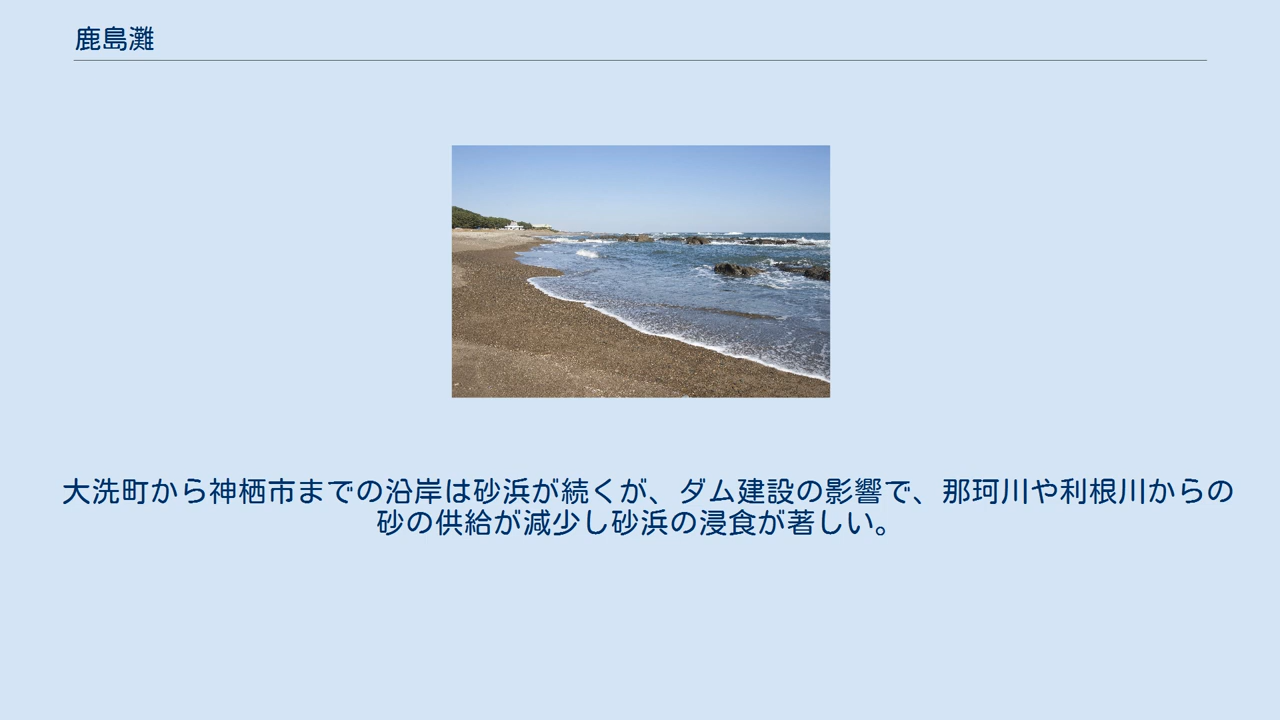 鹿島灘
大洗町から神栖市までの沿岸は砂浜が続くが、ダム建設の影響で、那珂川や利根川からの
砂の供給が減少し砂浜の浸食が著しい。